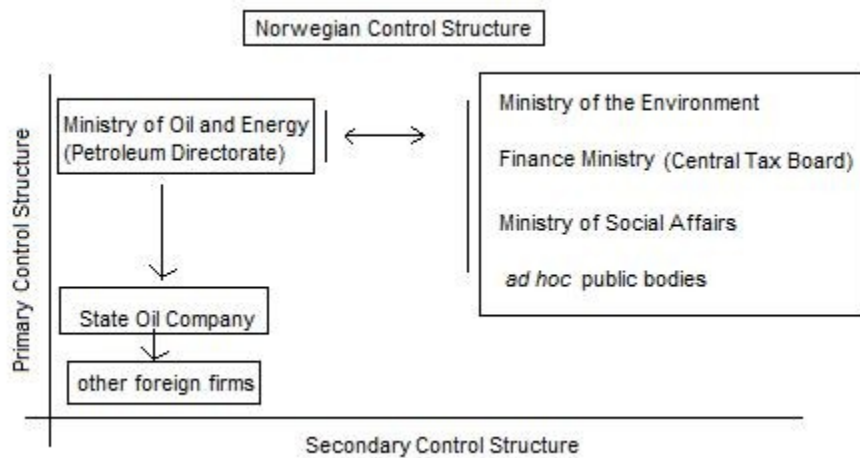 Norwegian Control Structure
Primary Control Structure
Ministry of Oil and Energy
(Petroleum Directorate)
State Oil Company
other foreign firms
Ministry of the Environment
Finance Ministry (Central Tax Board)
Ministry of Social Affairs
ad hoc public bodies
Secondary Control Structure